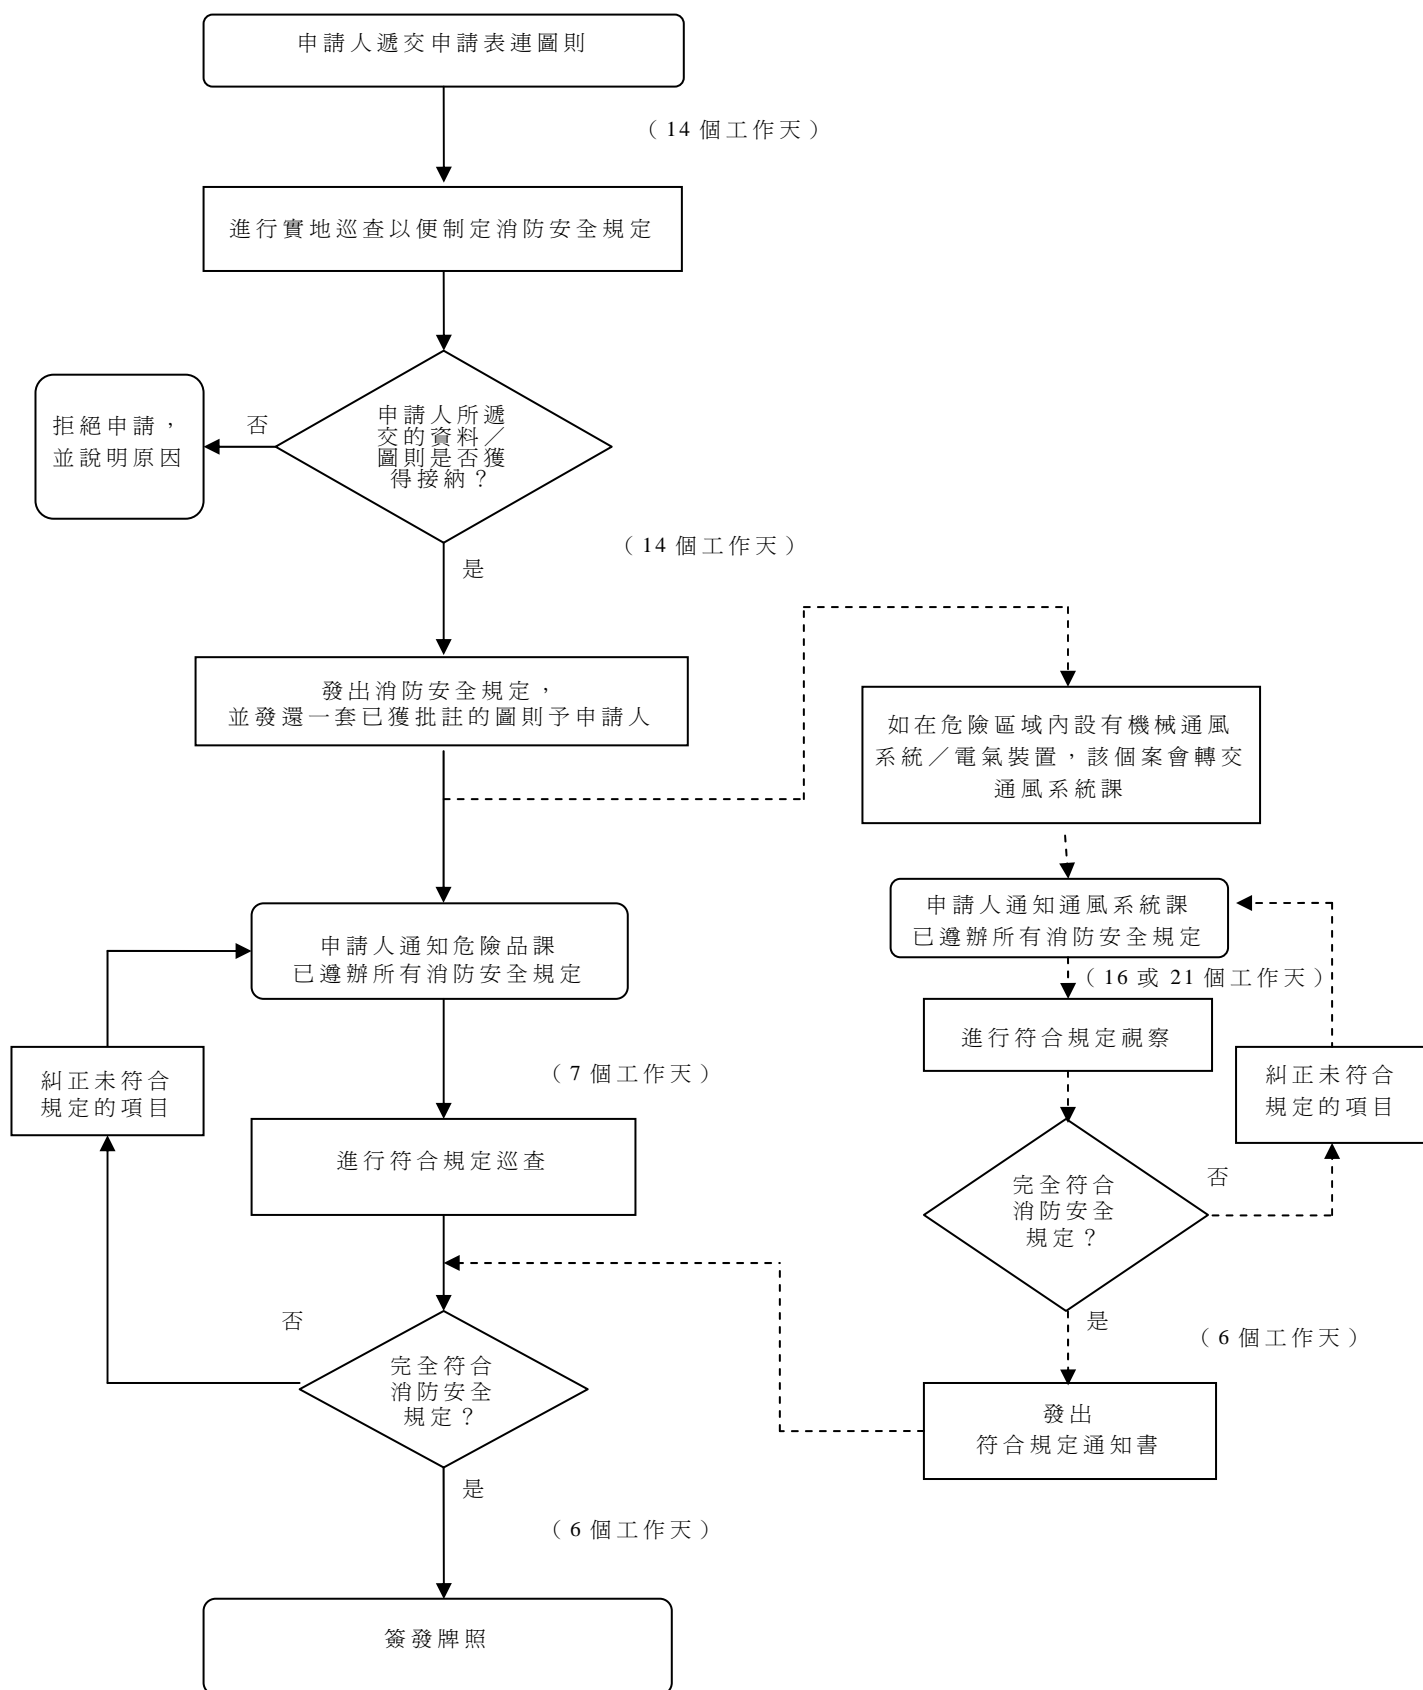 申請人遞交申請表連圖則
（14 個工作天）
進行實地巡查以便制定消防安全規定
申請人所遞
交的資料／
圖則是否獲
得接納？
否
拒絕申請，
並說明原因
（14 個工作天）
是
發出消防安全規定，
並發還一套已獲批註的圖則予申請人
如在危險區域內設有機械通風
系統／電氣裝置，該個案會轉交
通風系統課
申請人通知通風系統課
已遵辦所有消防安全規定
（16 或 21 個工作天）
進行符合規定視察
糾正未符合
規定的項目
否
完全符合
消防安全
規定？
是
（6 個工作天）
發出
符合規定通知書
申請人通知危險品課
已遵辦所有消防安全規定
（7 個工作天）
糾正未符合
規定的項目
進行符合規定巡查
否
完全符合
消防安全
規定？
是
（6 個工作天）
簽發牌照